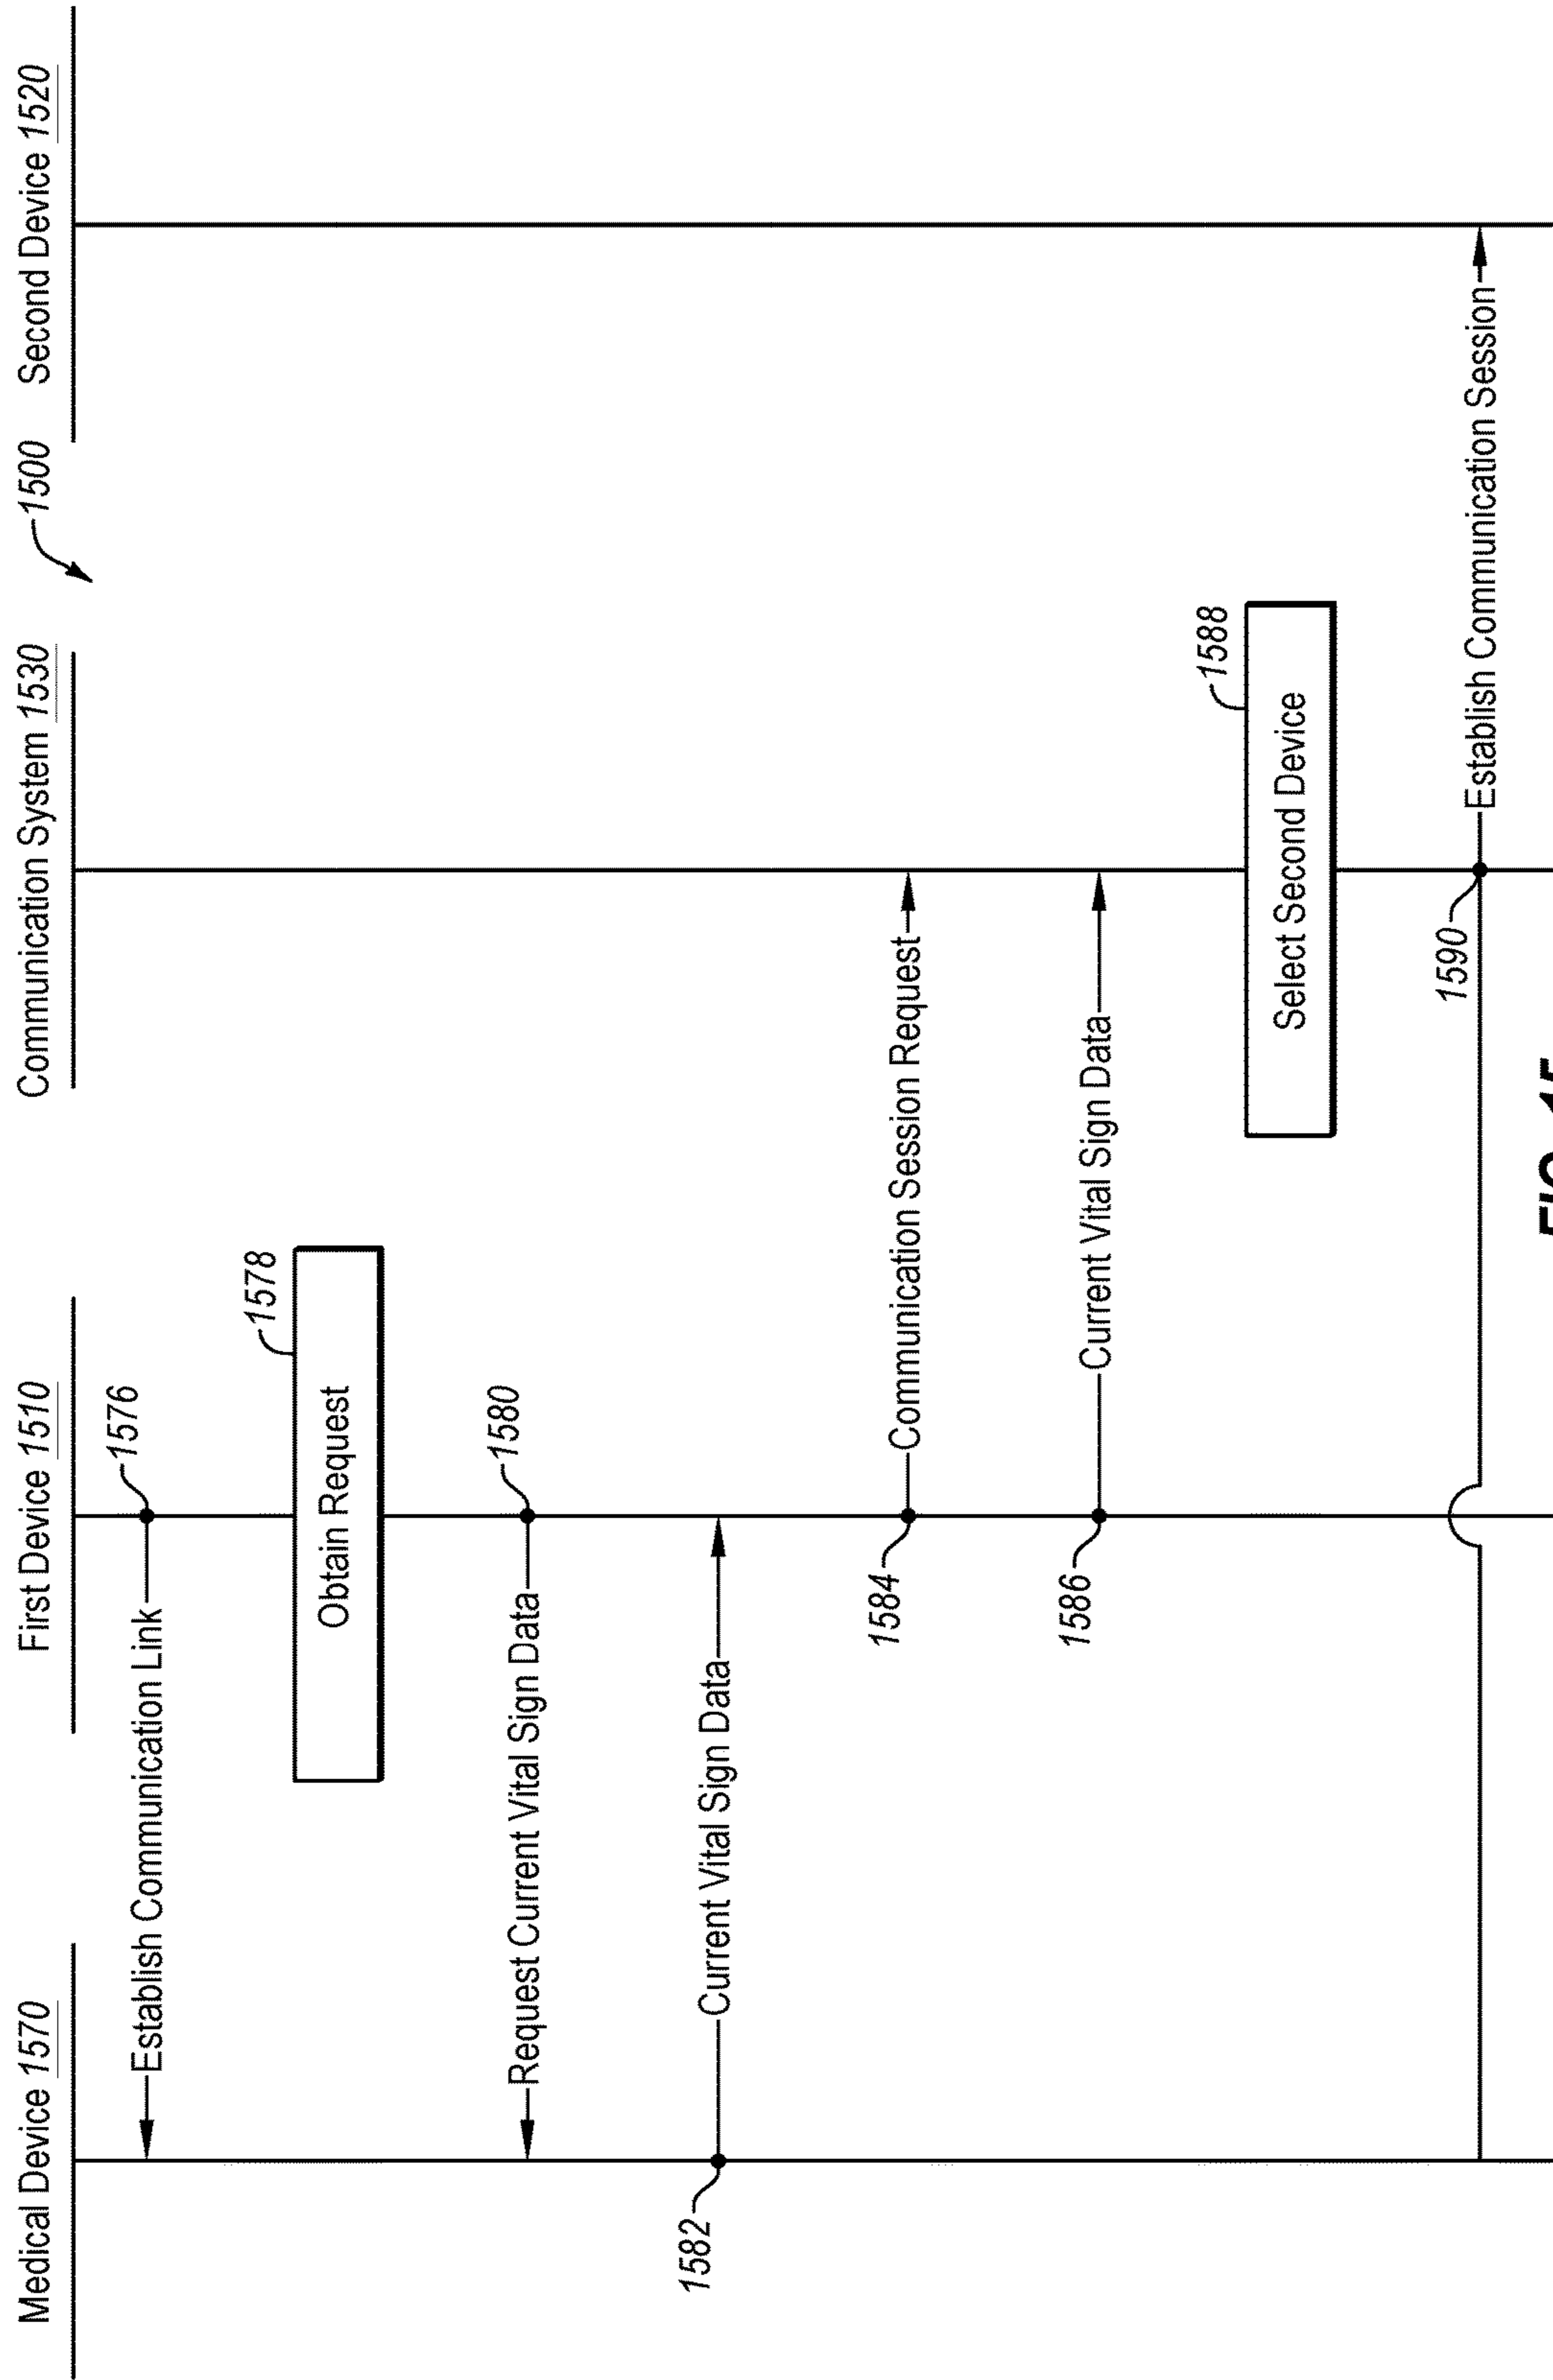 Medical Device 1570
First Device 1510
Communication System 1530
1500
Second Device 1520
Establish Communication Link
1576
1578
Obtain Request
Request Current Vital Sign Data
1580
1582
Current Vital Sign Data
1584
Communication Session Request
1586
Current Vital Sign Data
1588
Select Second Device
1590
Establish Communication Session
FIG. 15